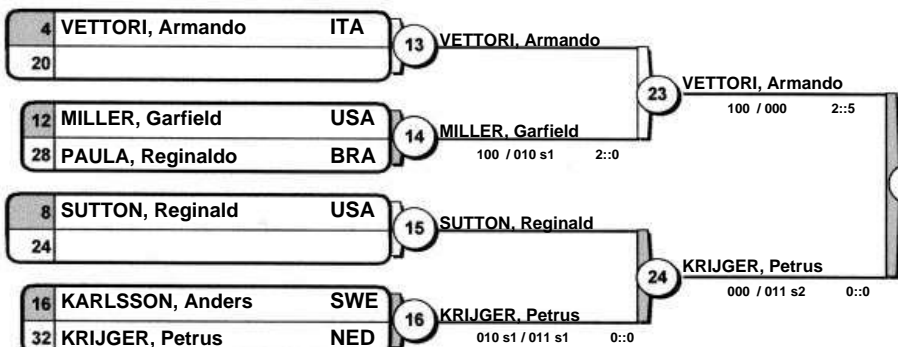 4 VETTORI, Armando ITA
20
13 VETTORI, Armando
12 MILLER, Garfield USA
28 PAULA, Reginaldo BRA
14 MILLER, Garfield
100 / 010 s1 2::0
23 VETTORI, Armando
100 / 000 2::5
8 SUTTON, Reginald USA
24
15 SUTTON, Reginald
16 KARLSSON, Anders SWE
32 KRIJGER, Petrus NED
16 KRIJGER, Petrus
010 s1 / 011 s1 0::0
24 KRIJGER, Petrus
000 / 011 s2 0::0